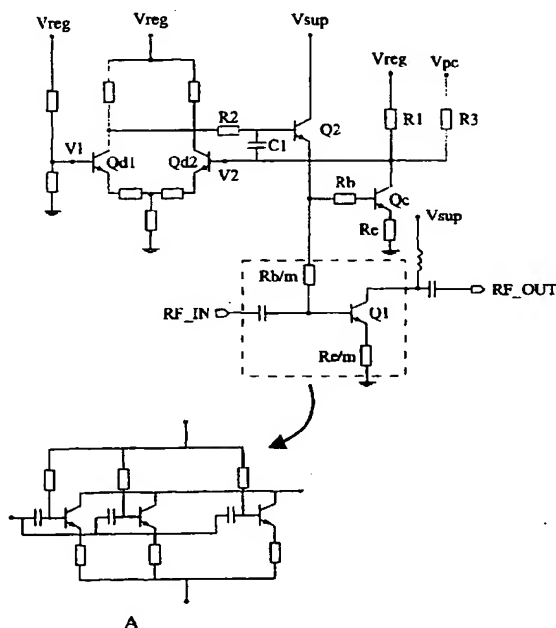 Vreg
Vreg
Vsup
Vreg
Vpc
R2
Q2
R1
R3
C1
V1
Qd1
Qd2
V2
Rb
Qc
Vsup
Re
Rb/m
RF_IN
Q1
RF_OUT
Re/m
A